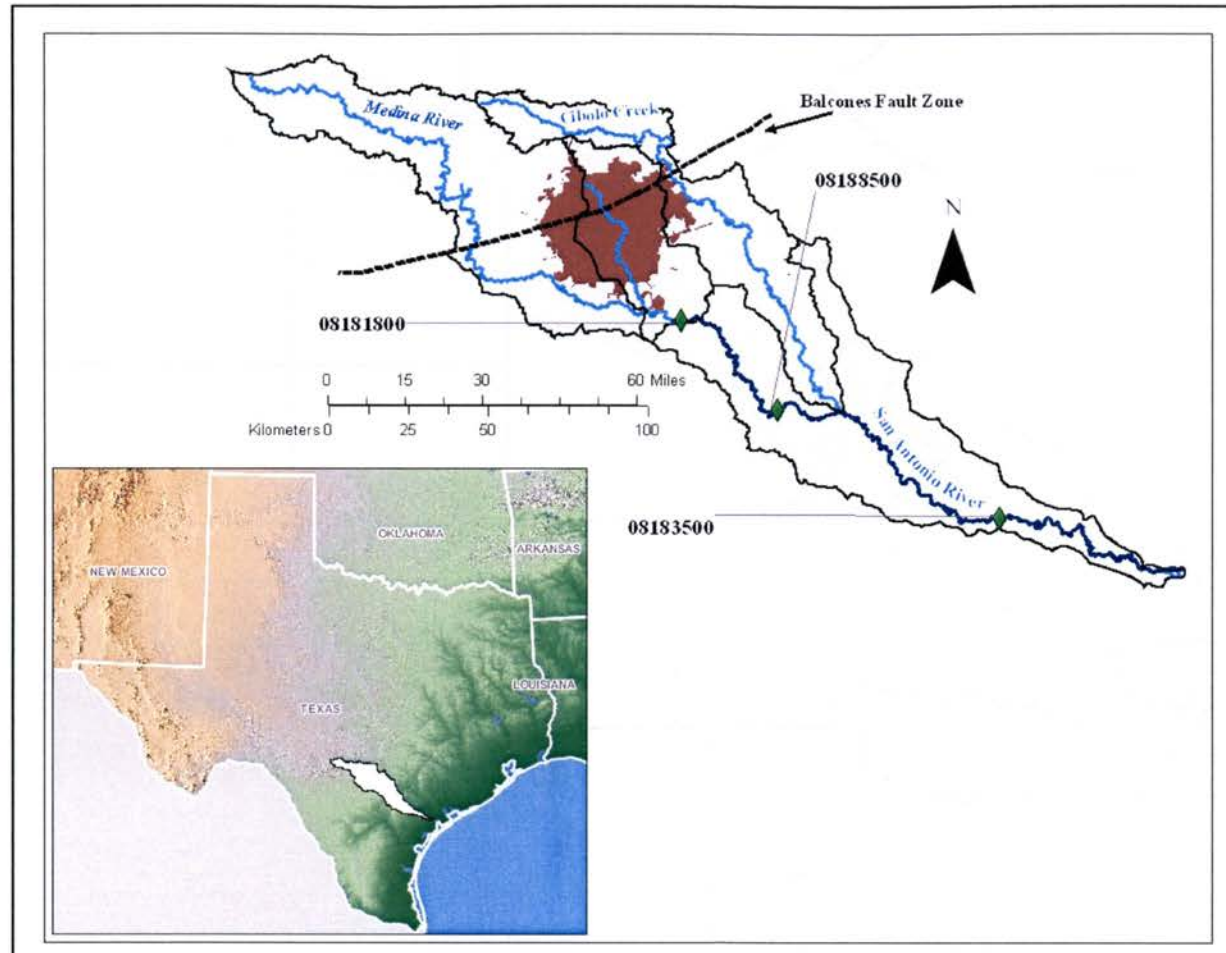 Balcones Fault Zone
Medina River
Cibolo Creek
08188500
N
08181800
0 15 30 60 Miles
Kilometers 0 25 50 100
San Antonio River
08183500
OKLAHOMA
ARKANSAS
NEW MEXICO
LOUISIANA
TEXAS